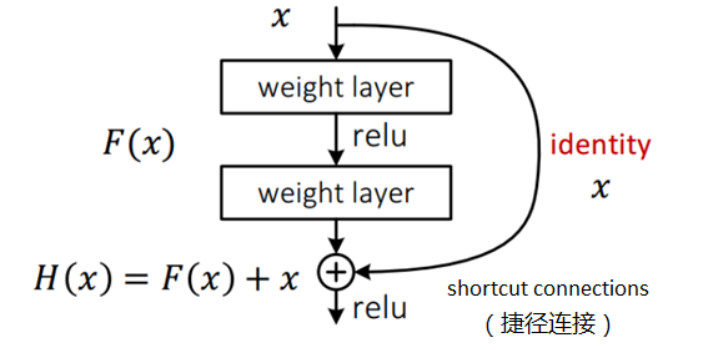 x
weight layer
relu
F(x)
identity
x
weight layer
H(x) = F(x) + x
+
shortcut connections
relu
（捷径连接）